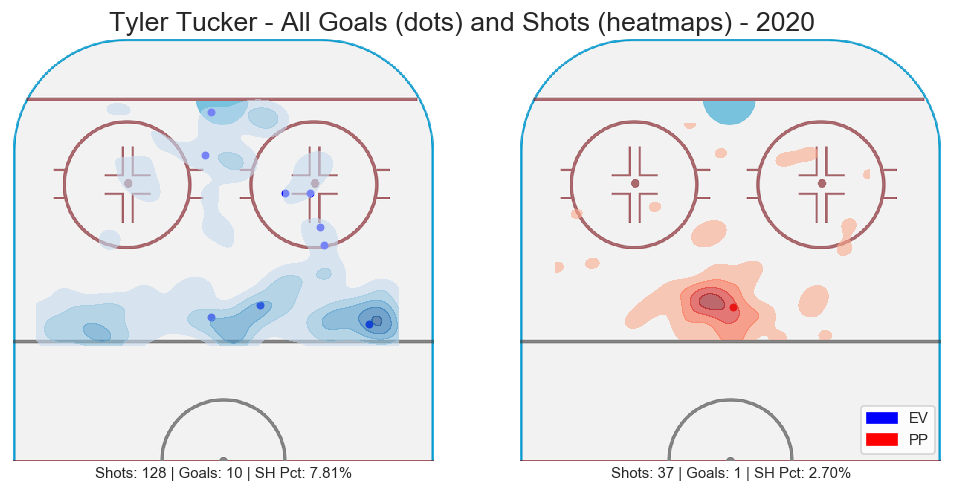 Tyler Tucker - All Goals (dots) and Shots (heatmaps) - 2020
EV
PP
Shots: 128 | Goals: 10 | SH Pct: 7.81%
Shots: 37 | Goals: 1 | SH Pct: 2.70%